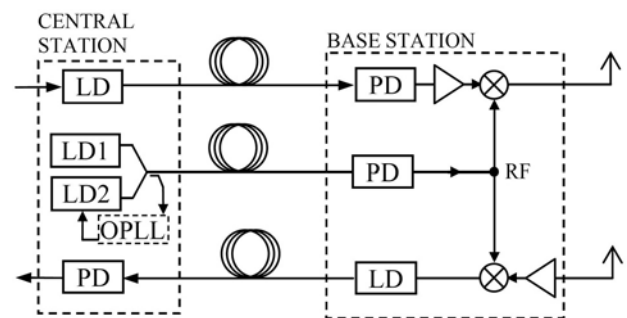 CENTRAL
STATION
BASE STATION
LD
PD
LD1
LD2
OPLL
PD
RF
PD
LD